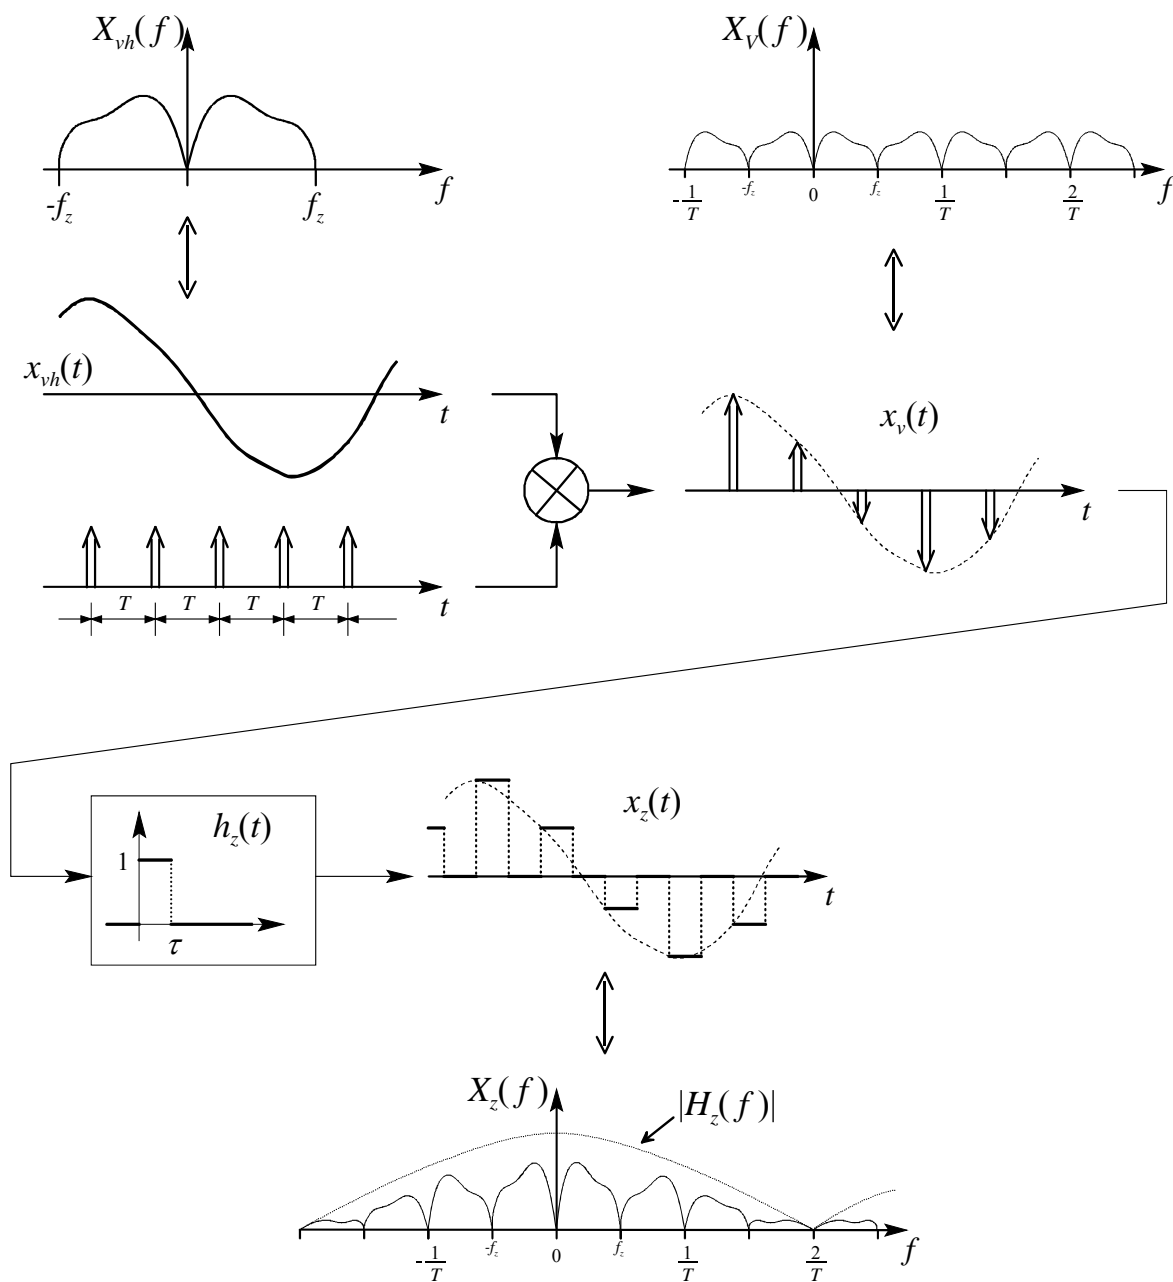 X_vh(f)
f
-f_z
f_z
X_V(f)
f
-1/T
-f_z
0
f_z
1/T
2/T
x_vh(t)
t
x_v(t)
t
t
T T T T
h_z(t)
1
τ
x_z(t)
t
X_z(f)
|H_z(f)|
f
-1/T
-f_z
0
f_z
1/T
2/T